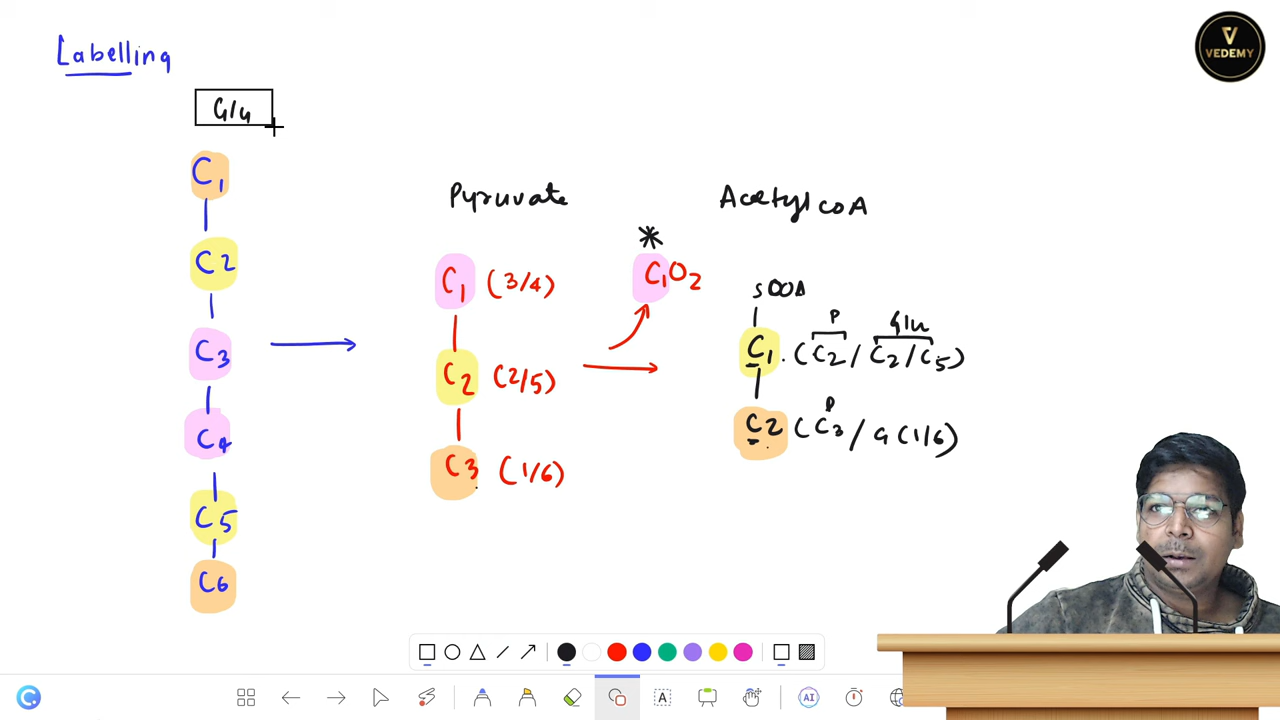 Labelling
V
VEDEMY
Glu
C1
C2
C3
C4
C5
C6
Pyruvate
C1 (3/4)
C2 (2/5)
C3 (1/6)
*
C1O2
Acetyl coA
P Glu
C1 . (C2 / C2/C5)
P
C2 (C3 / G(1/6)
A
AI